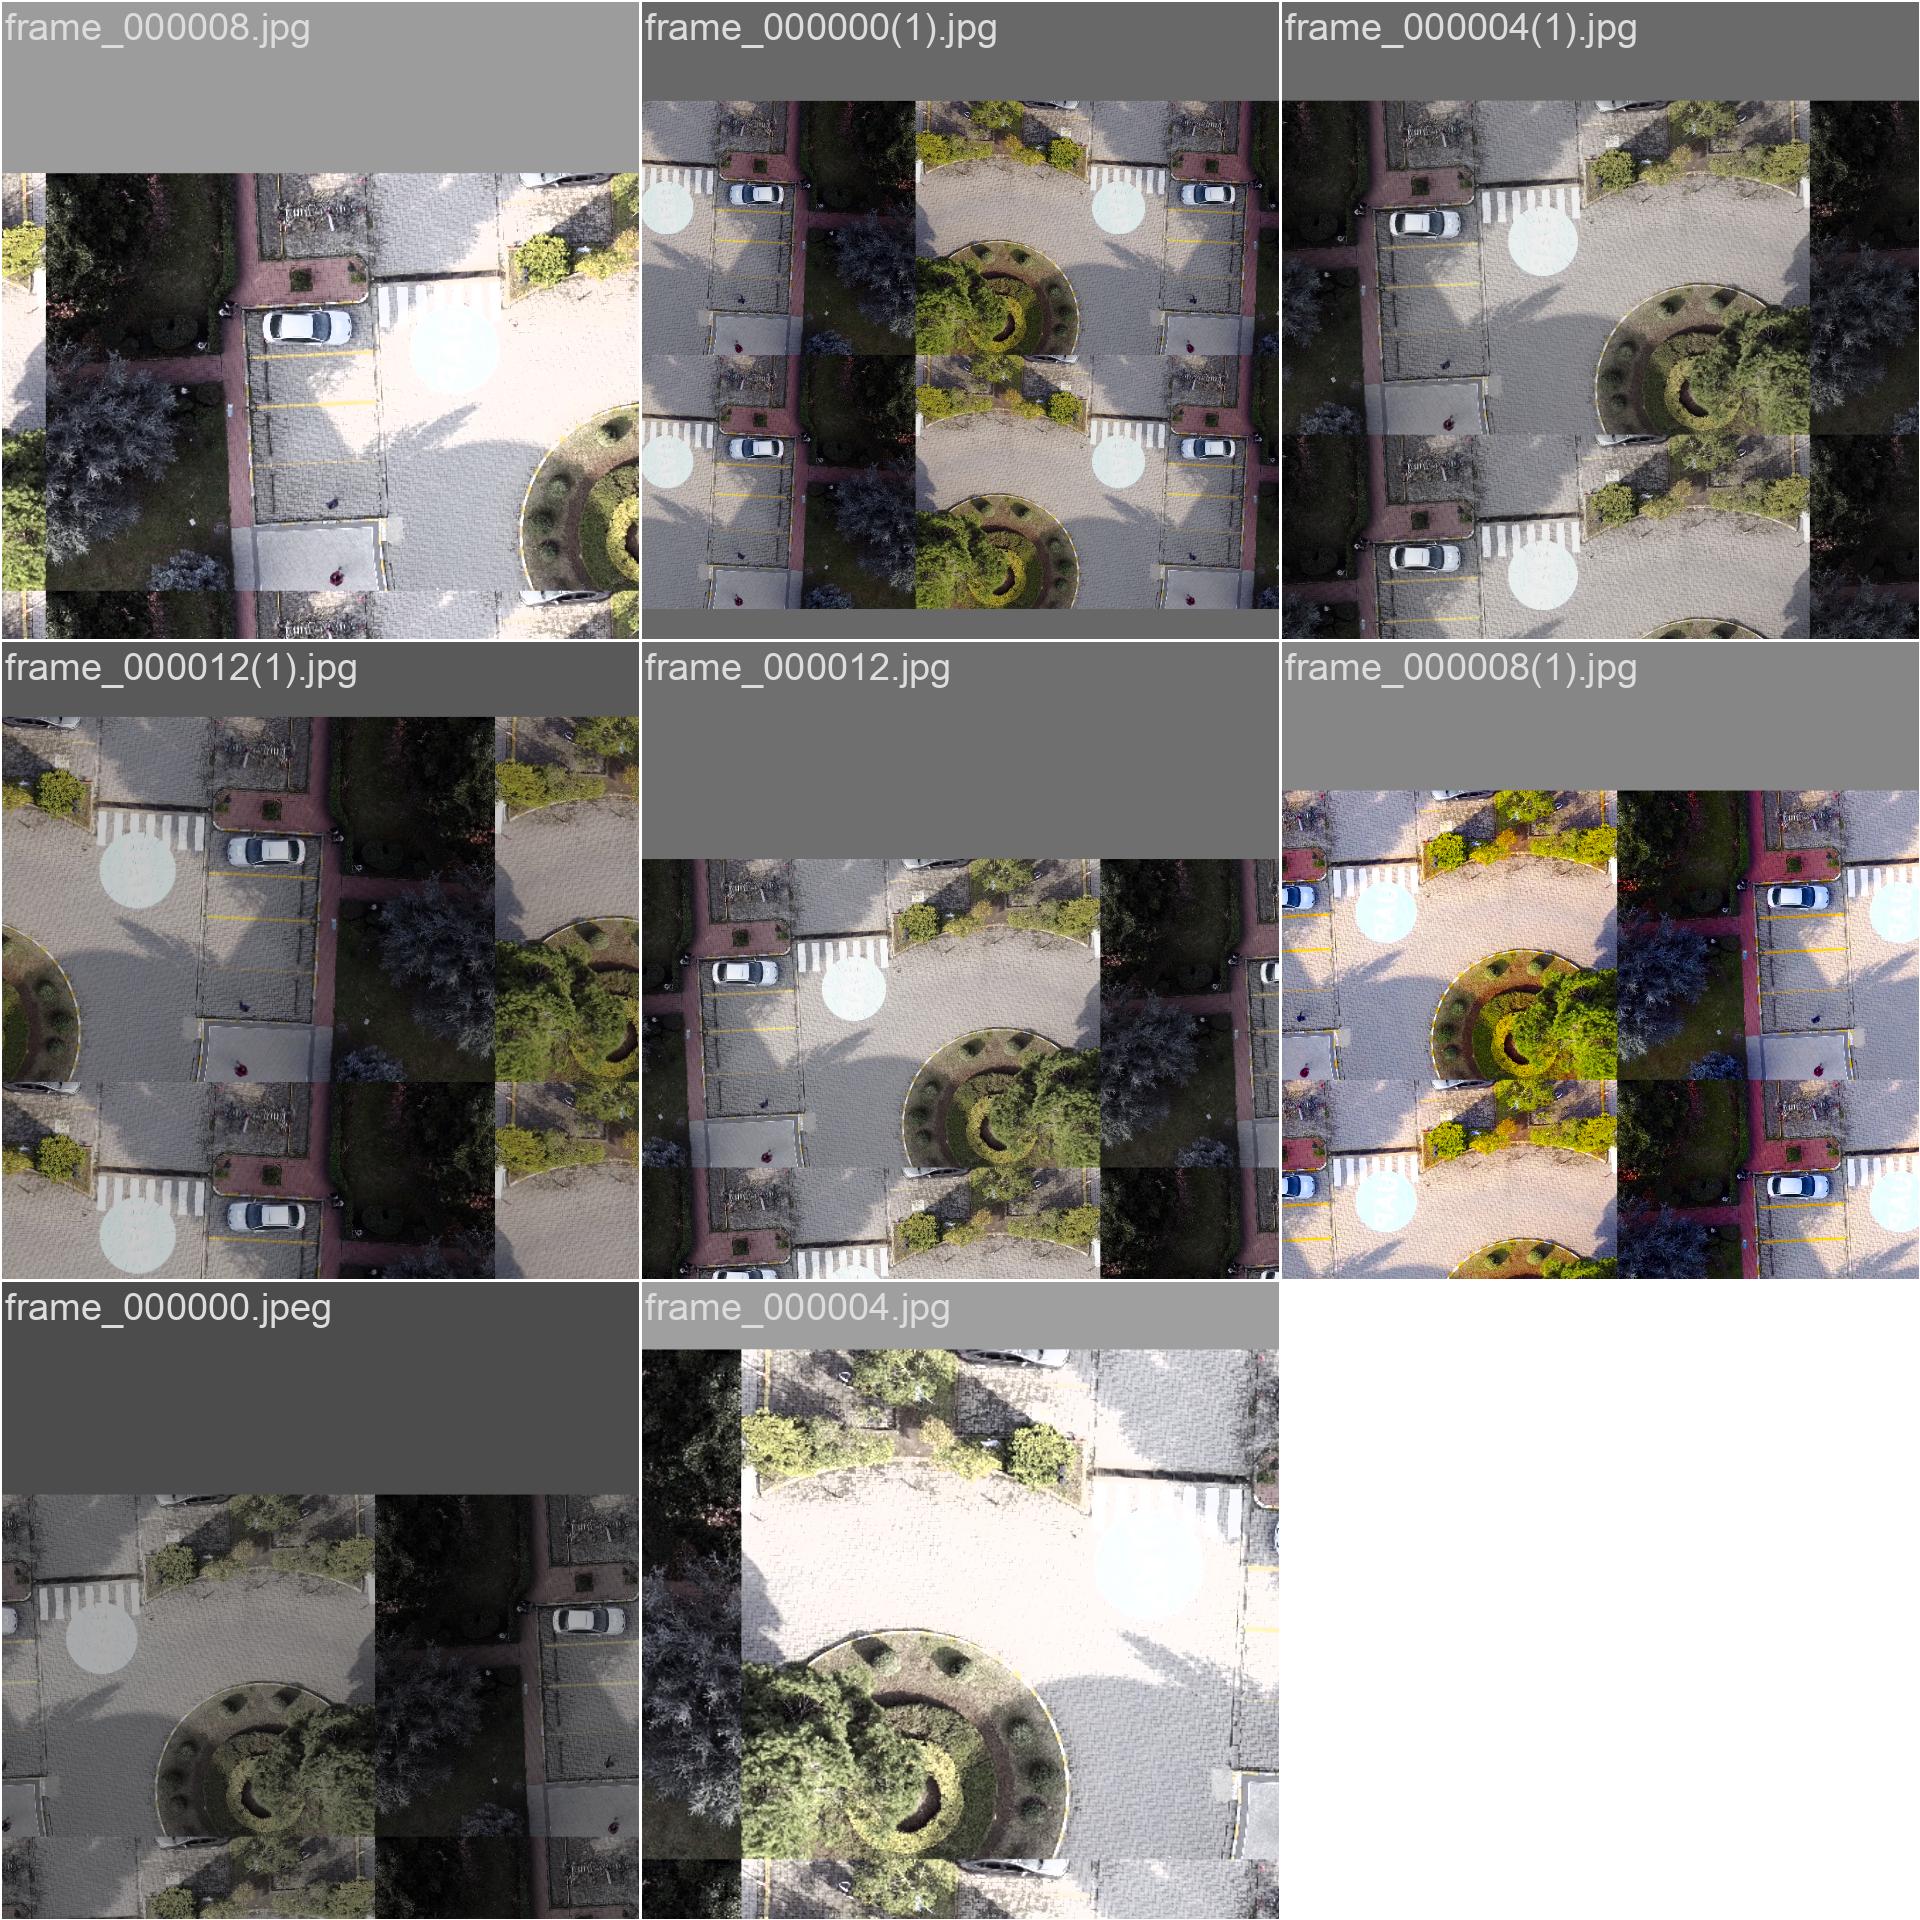 frame_000008.jpg
frame_000000(1).jpg
frame_000004(1).jpg
frame_000012(1).jpg
frame_000012.jpg
frame_000008(1).jpg
frame_000000.jpeg
frame_000004.jpg